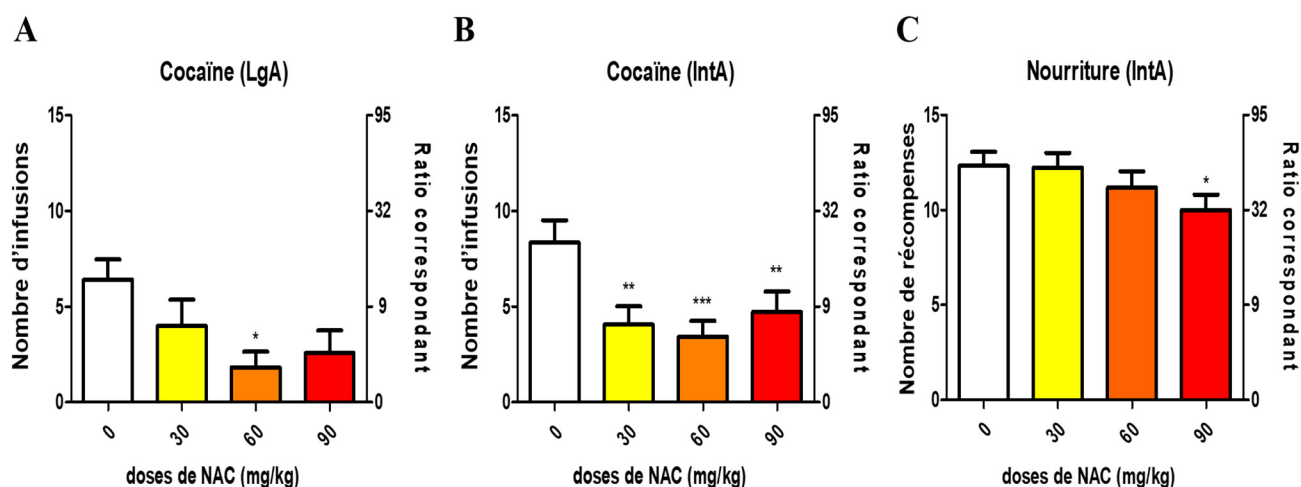 A
Cocaïne (LgA)
Nombre d'infusions
15
10
5
0
95
32
9
0
Ratio correspondant
0
30
*
60
90
doses de NAC (mg/kg)
B
Cocaïne (IntA)
Nombre d'infusions
15
10
5
0
95
32
9
0
Ratio correspondant
0
**
30
***
60
**
90
doses de NAC (mg/kg)
C
Nourriture (IntA)
Nombre de récompenses
15
10
5
0
95
32
9
0
Ratio correspondant
0
30
60
*
90
doses de NAC (mg/kg)